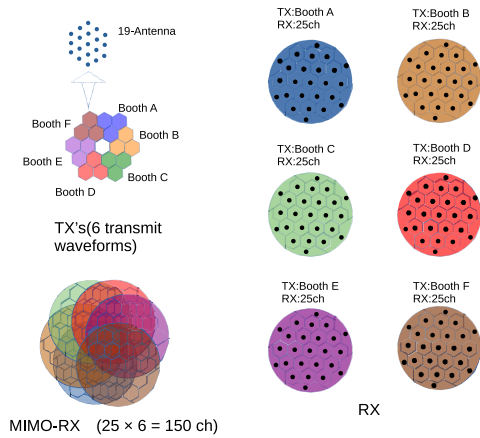 19-Antenna
Booth A
Booth F
Booth B
Booth E
Booth C
Booth D
TX's(6 transmit
waveforms)
MIMO-RX (25 × 6 = 150 ch)
TX:Booth A
RX:25ch
TX:Booth B
RX:25ch
TX:Booth C
RX:25ch
TX:Booth D
RX:25ch
TX:Booth E
RX:25ch
TX:Booth F
RX:25ch
RX